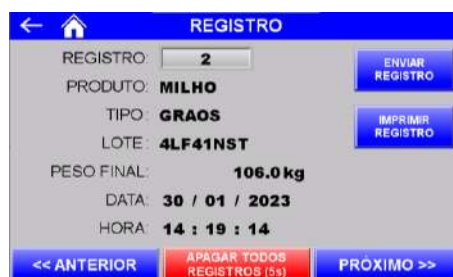 REGISTRO
REGISTRO: 2
ENVIAR
REGISTRO
PRODUTO: MILHO
TIPO: GRAOS
IMPRIMIR
REGISTRO
LOTE: 4LF41NST
PESO FINAL: 106.0 kg
DATA: 30 / 01 / 2023
HORA: 14 : 19 : 14
<< ANTERIOR
APAGAR TODOS
REGISTROS (5s)
PRÓXIMO >>